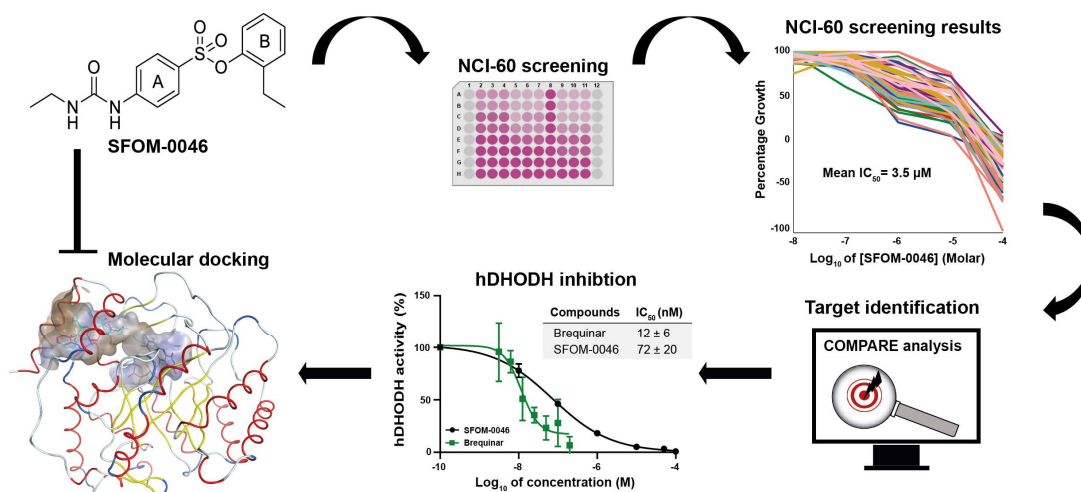 O
O
O
S
B
O
A
N
H
N
H
SFOM-0046
NCI-60 screening
1 2 3 4 5 6 7 8 9 10 11 12
A
B
C
D
E
F
G
H
NCI-60 screening results
Percentage Growth
100
50
0
-50
-100
Mean IC50= 3.5 µM
-8 -7 -6 -5 -4
Log10 of [SFOM-0046] (Molar)
Target identification
COMPARE analysis
hDHODH inhibtion
hDHODH activity (%)
150
100
50
0
Compounds IC50 (nM)
Brequinar 12 ± 6
SFOM-0046 72 ± 20
SFOM-0046
Brequinar
-10 -8 -6 -4
Log10 of concentration (M)
Molecular docking